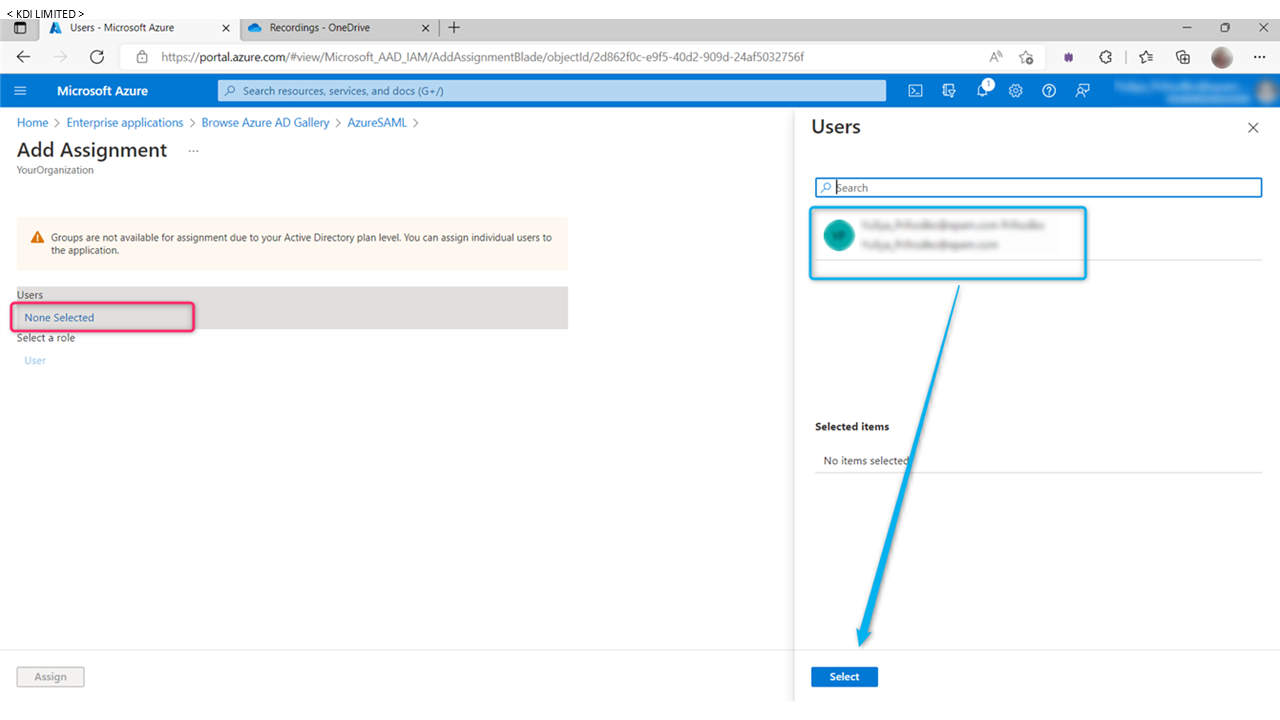 < KDI LIMITED >
Users - Microsoft Azure
Recordings - OneDrive
https://portal.azure.com/#view/Microsoft_AAD_IAM/AddAssignmentBlade/objectId/2d862f0c-e9f5-40d2-909d-24af5032756f
Microsoft Azure
Search resources, services, and docs (G+/)
1
Home > Enterprise applications > Browse Azure AD Gallery > AzureSAML >
Add Assignment ...
YourOrganization
Groups are not available for assignment due to your Active Directory plan level. You can assign individual users to
the application.
Users
None Selected
Select a role
User
Assign
Users
Search
Selected items
No items selected
Select